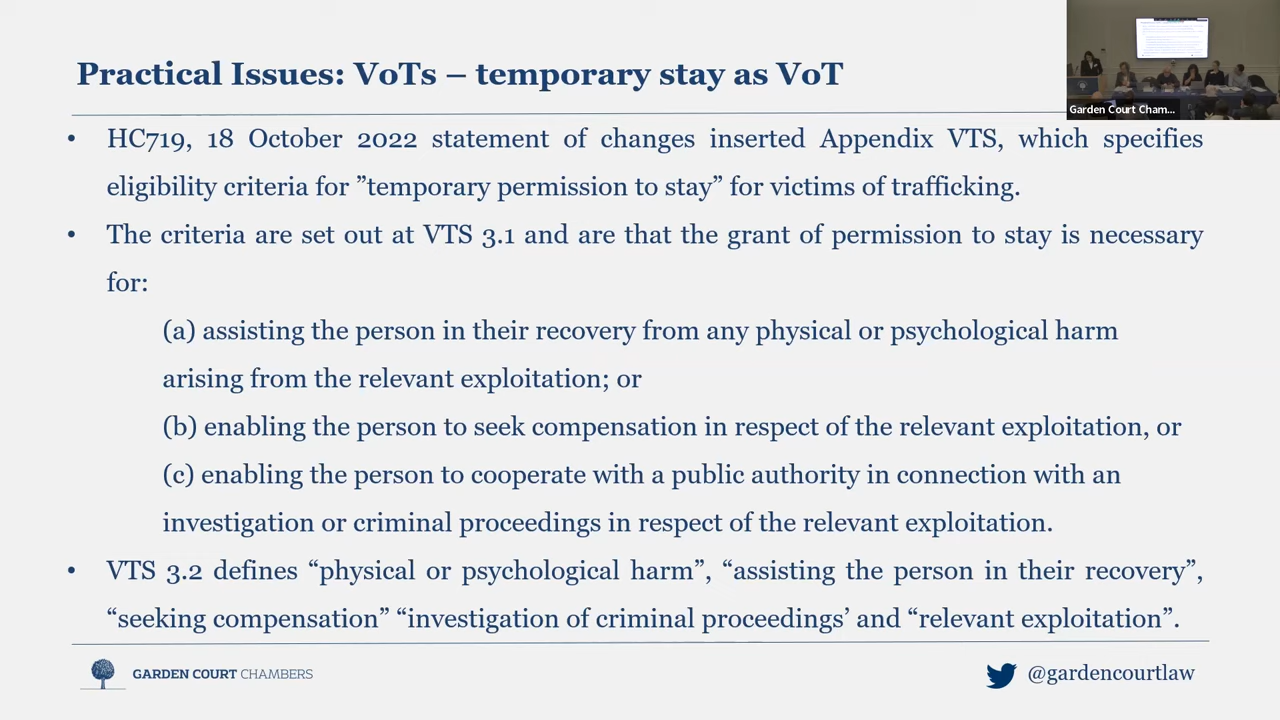 Practical Issues: VoTs – temporary stay as VoT
Garden Court Cham...
• HC719, 18 October 2022 statement of changes inserted Appendix VTS, which specifies
eligibility criteria for ”temporary permission to stay” for victims of trafficking.
• The criteria are set out at VTS 3.1 and are that the grant of permission to stay is necessary
for:
(a) assisting the person in their recovery from any physical or psychological harm
arising from the relevant exploitation; or
(b) enabling the person to seek compensation in respect of the relevant exploitation, or
(c) enabling the person to cooperate with a public authority in connection with an
investigation or criminal proceedings in respect of the relevant exploitation.
• VTS 3.2 defines “physical or psychological harm”, “assisting the person in their recovery”,
“seeking compensation” “investigation of criminal proceedings’ and “relevant exploitation”.
GARDEN COURT CHAMBERS
@gardencourtlaw